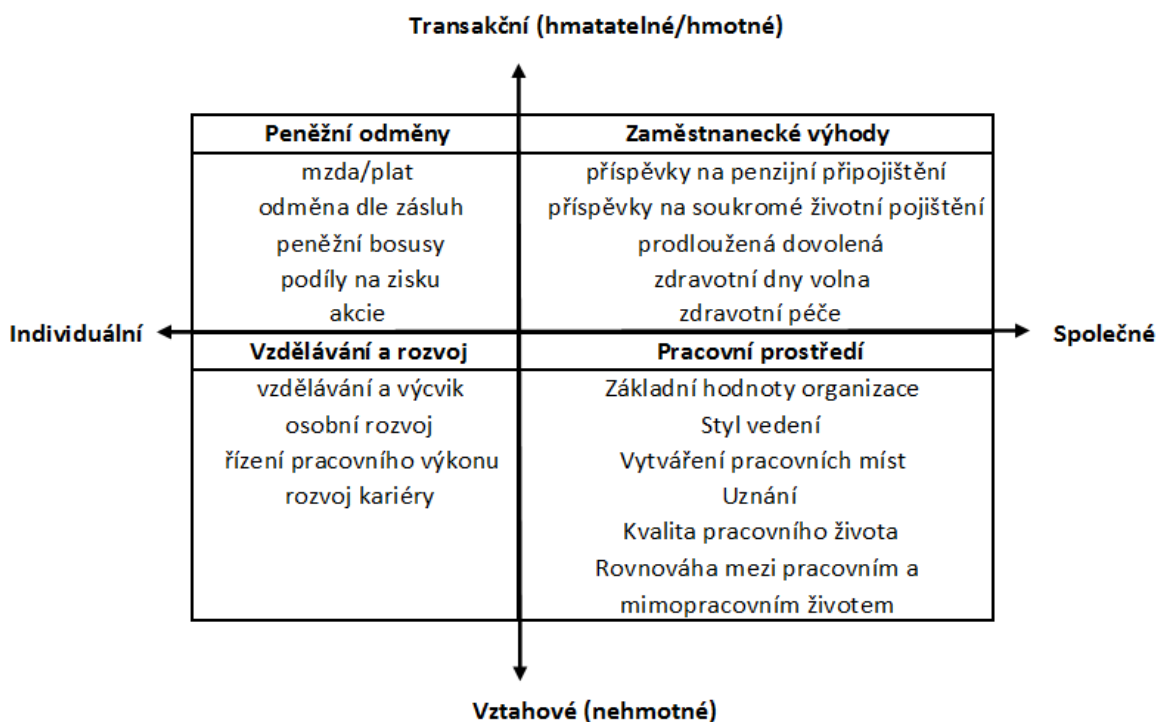 Transakční (hmatatelné/hmotné)
Peněžní odměny
mzda/plat
odměna dle zásluh
peněžní bosusy
podíly na zisku
akcie
Zaměstnanecké výhody
příspěvky na penzijní připojištění
příspěvky na soukromé životní pojištění
prodloužená dovolená
zdravotní dny volna
zdravotní péče
Individuální
Společné
Vzdělávání a rozvoj
vzdělávání a výcvik
osobní rozvoj
řízení pracovního výkonu
rozvoj kariéry
Pracovní prostředí
Základní hodnoty organizace
Styl vedení
Vytváření pracovních míst
Uznání
Kvalita pracovního života
Rovnováha mezi pracovním a
mimopracovním životem
Vztahové (nehmotné)